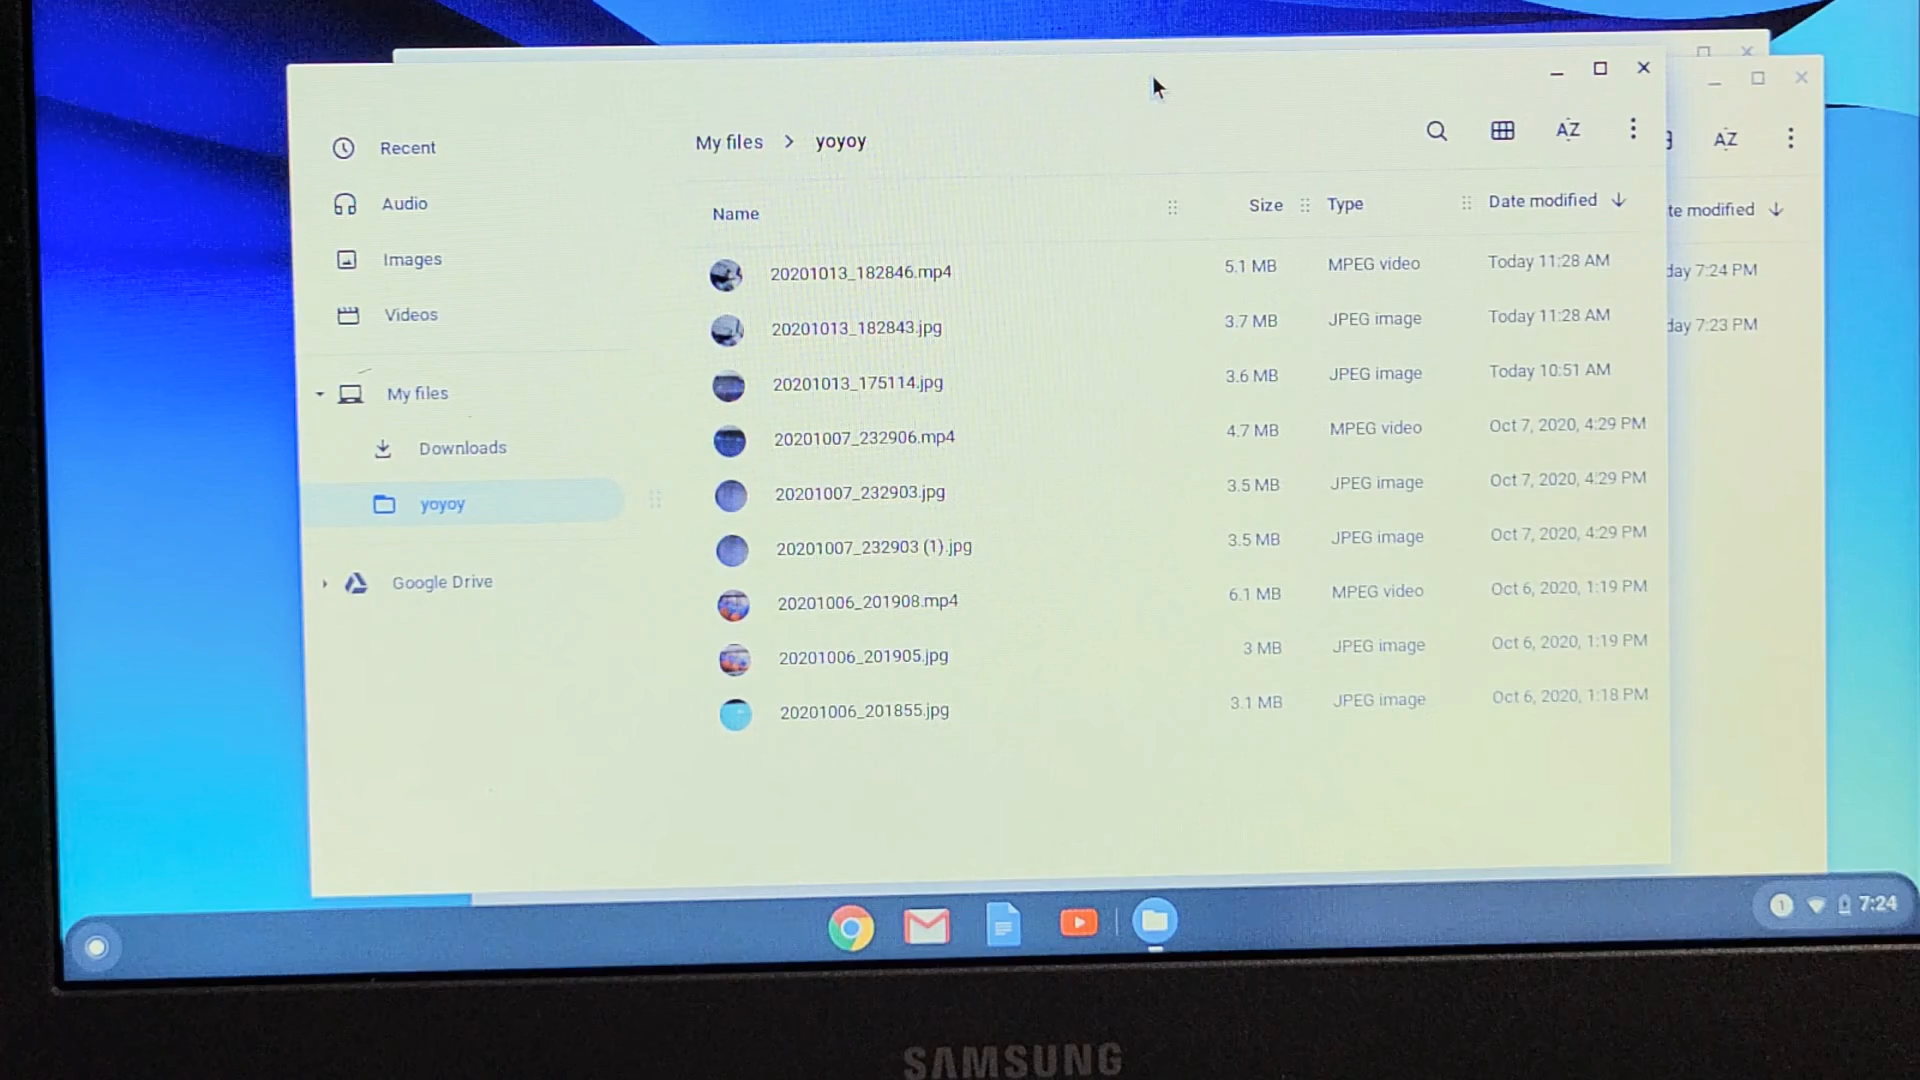 Recent
Audio
Images
Videos
My files
Downloads
yoyoy
Google Drive
My files > yoyoy
AZ
AZ
Name Size Type Date modified
20201013_182846.mp4 5.1 MB MPEG video Today 11:28 AM
20201013_182843.jpg 3.7 MB JPEG image Today 11:28 AM
20201013_175114.jpg 3.6 MB JPEG image Today 10:51 AM
20201007_232906.mp4 4.7 MB MPEG video Oct 7, 2020, 4:29 PM
20201007_232903.jpg 3.5 MB JPEG image Oct 7, 2020, 4:29 PM
20201007_232903 (1).jpg 3.5 MB JPEG image Oct 7, 2020, 4:29 PM
20201006_201908.mp4 6.1 MB MPEG video Oct 6, 2020, 1:19 PM
20201006_201905.jpg 3 MB JPEG image Oct 6, 2020, 1:19 PM
20201006_201855.jpg 3.1 MB JPEG image Oct 6, 2020, 1:18 PM
te modified
day 7:24 PM
day 7:23 PM
1 7:24
SAMSUNG